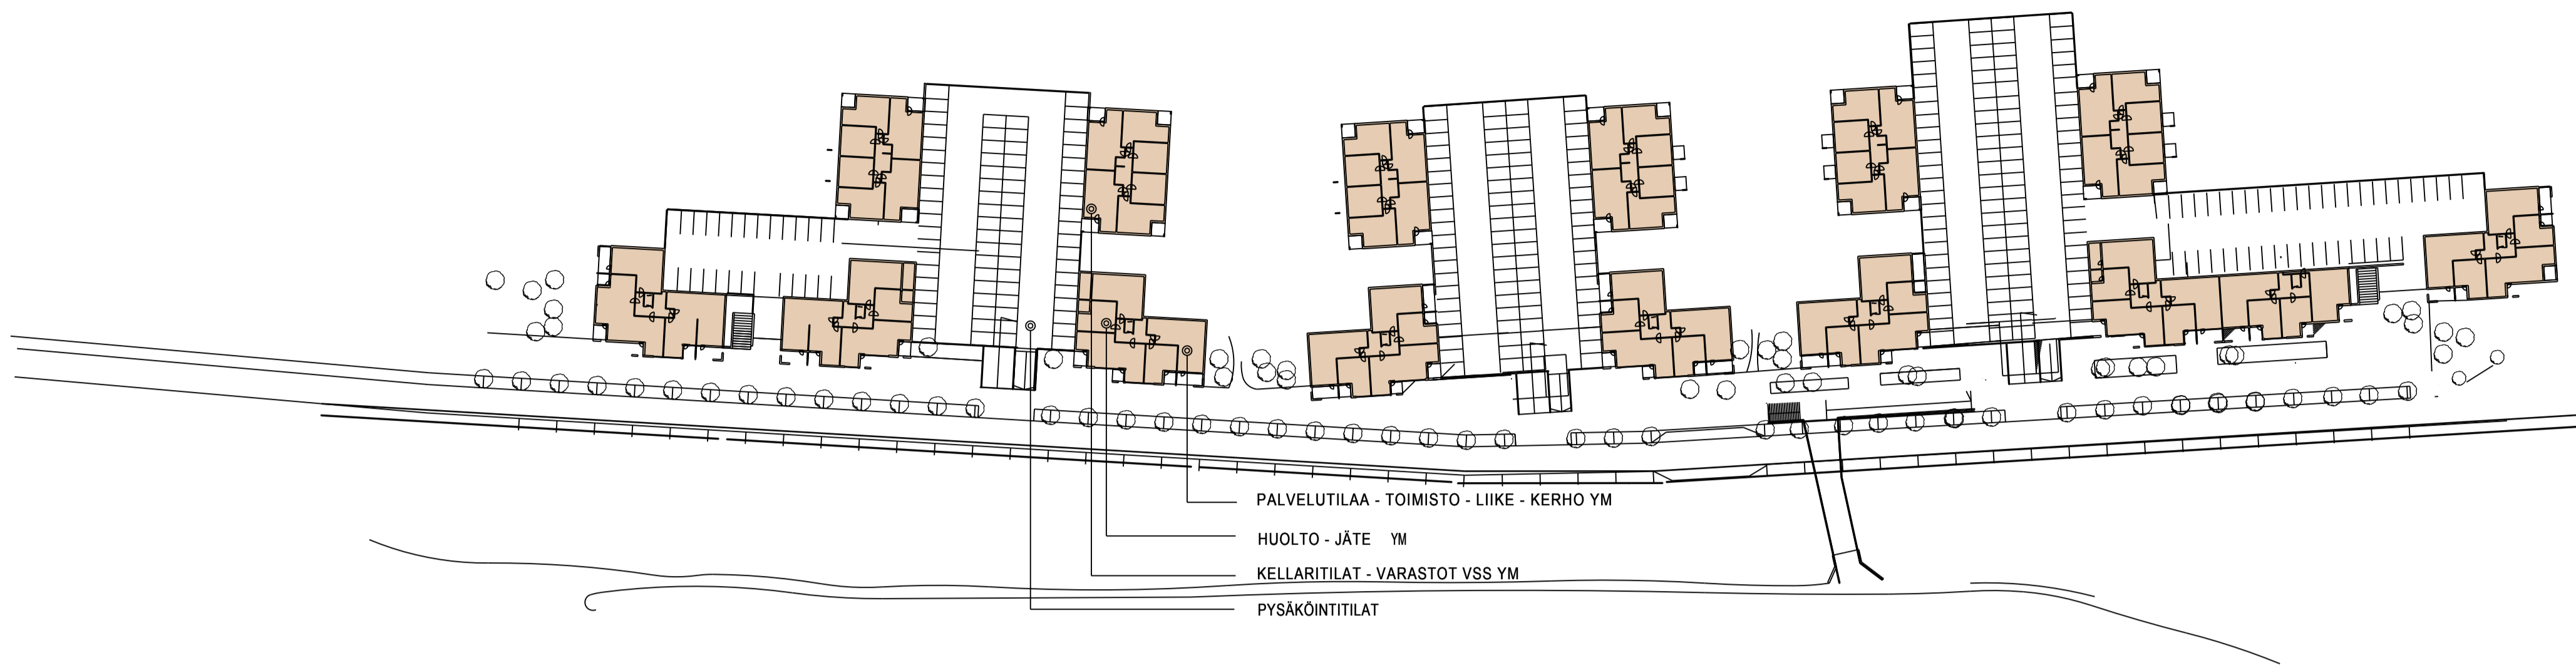 PALVELUTILAA - TOIMISTO - LIIKE - KERHO YM
HUOLTO - JÄTE YM
KELLARITILAT - VARASTOT VSS YM
PYSÄKÖINTITILAT